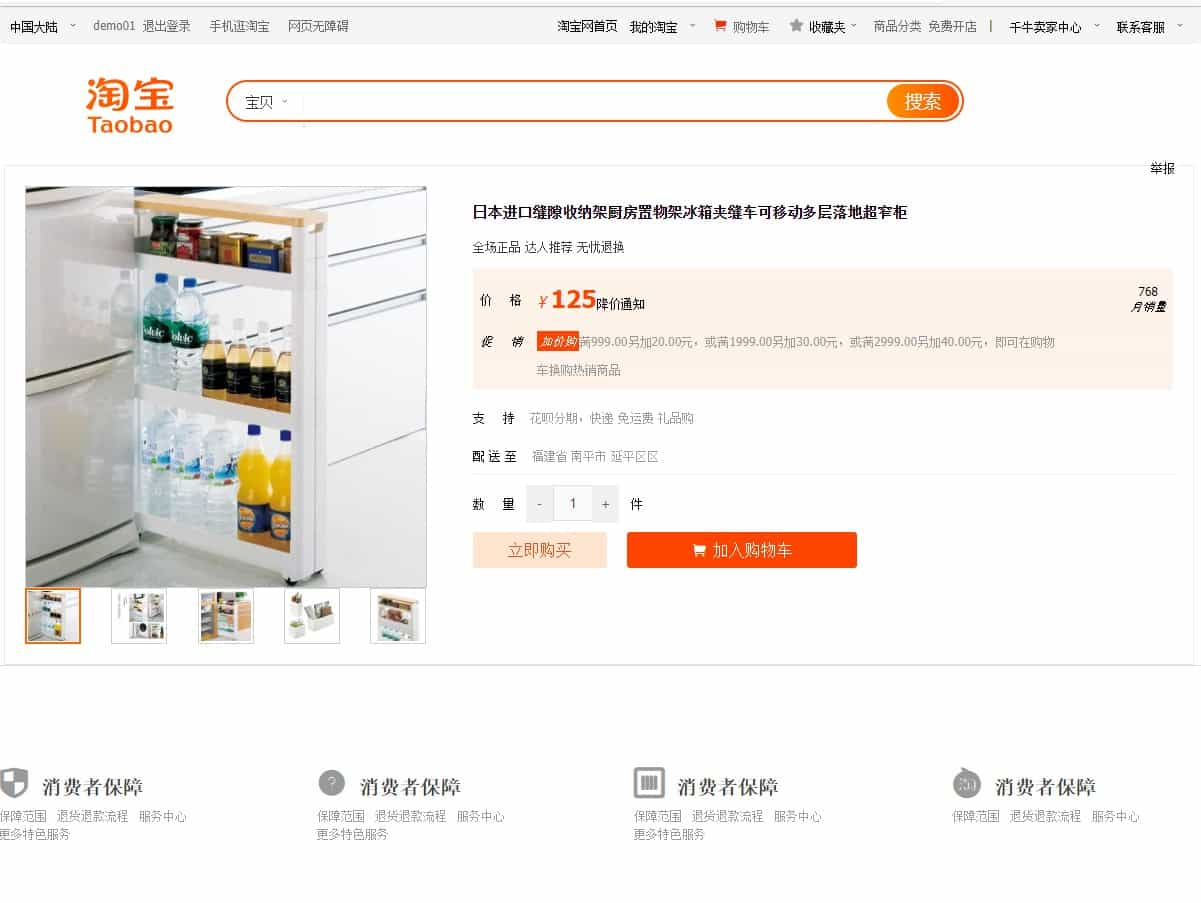 中国大陆 demo01 退出登录 手机逛淘宝 网页无障碍 淘宝网首页 我的淘宝 购物车 收藏夹 商品分类 免费开店 | 千牛卖家中心 联系客服
淘宝
Taobao
宝贝 搜索
举报
日本进口缝隙收纳架厨房置物架冰箱夹缝车可移动多层落地超窄柜
全场正品 达人推荐 无忧退换
价 格 ¥125降价通知
768
月销量
促 销 加价购满999.00另加20.00元，或满1999.00另加30.00元，或满2999.00另加40.00元，即可在购物
车换购热销商品
支 持 花呗分期，快递 免运费 礼品购
配送至 福建省 南平市 延平区区
数 量 - 1 + 件
立即购买 加入购物车
Volvic Volvic
消费者保障 ? 消费者保障 消费者保障 淘 消费者保障
保障范围 退货退款流程 服务中心 保障范围 退货退款流程 服务中心 保障范围 退货退款流程 服务中心 保障范围 退货退款流程 服务中心
更多特色服务 更多特色服务 更多特色服务